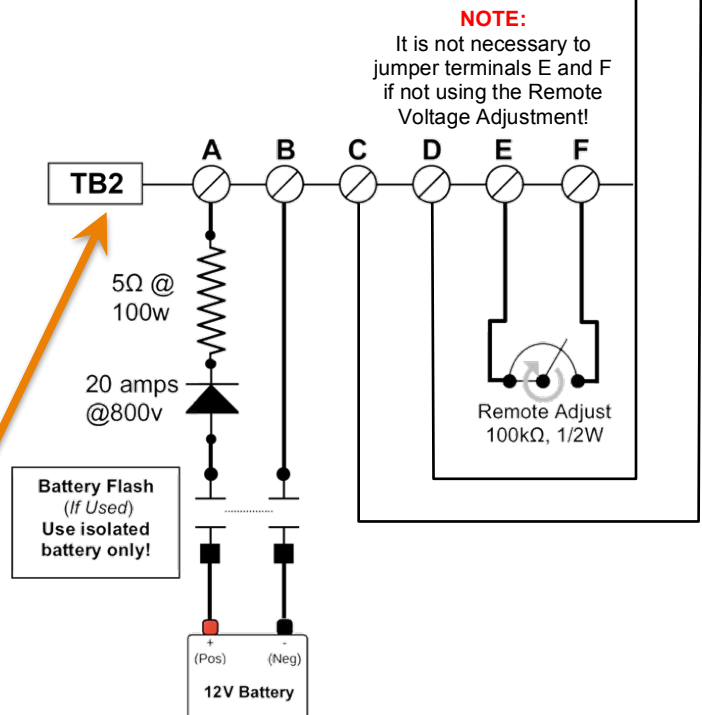 NOTE:
It is not necessary to
jumper terminals E and F
if not using the Remote
Voltage Adjustment!
A B C D E F
TB2
5Ω @
100w
20 amps
@800v
Remote Adjust
100kΩ, 1/2W
Battery Flash
(If Used)
Use isolated
battery only!
+ -
(Pos) (Neg)
12V Battery